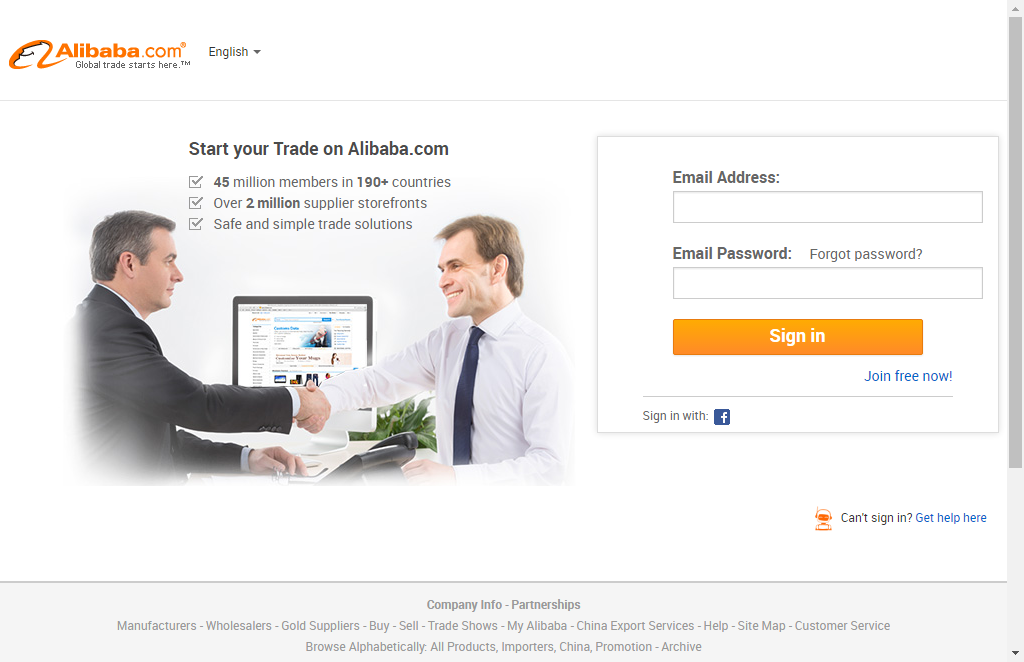 Alibaba.com®
Global trade starts here.™
English
Start your Trade on Alibaba.com
45 million members in 190+ countries
Over 2 million supplier storefronts
Safe and simple trade solutions
Email Address:
Email Password: Forgot password?
Sign in
Join free now!
Sign in with:
Can't sign in? Get help here
Company Info - Partnerships
Manufacturers - Wholesalers - Gold Suppliers - Buy - Sell - Trade Shows - My Alibaba - China Export Services - Help - Site Map - Customer Service
Browse Alphabetically: All Products, Importers, China, Promotion - Archive